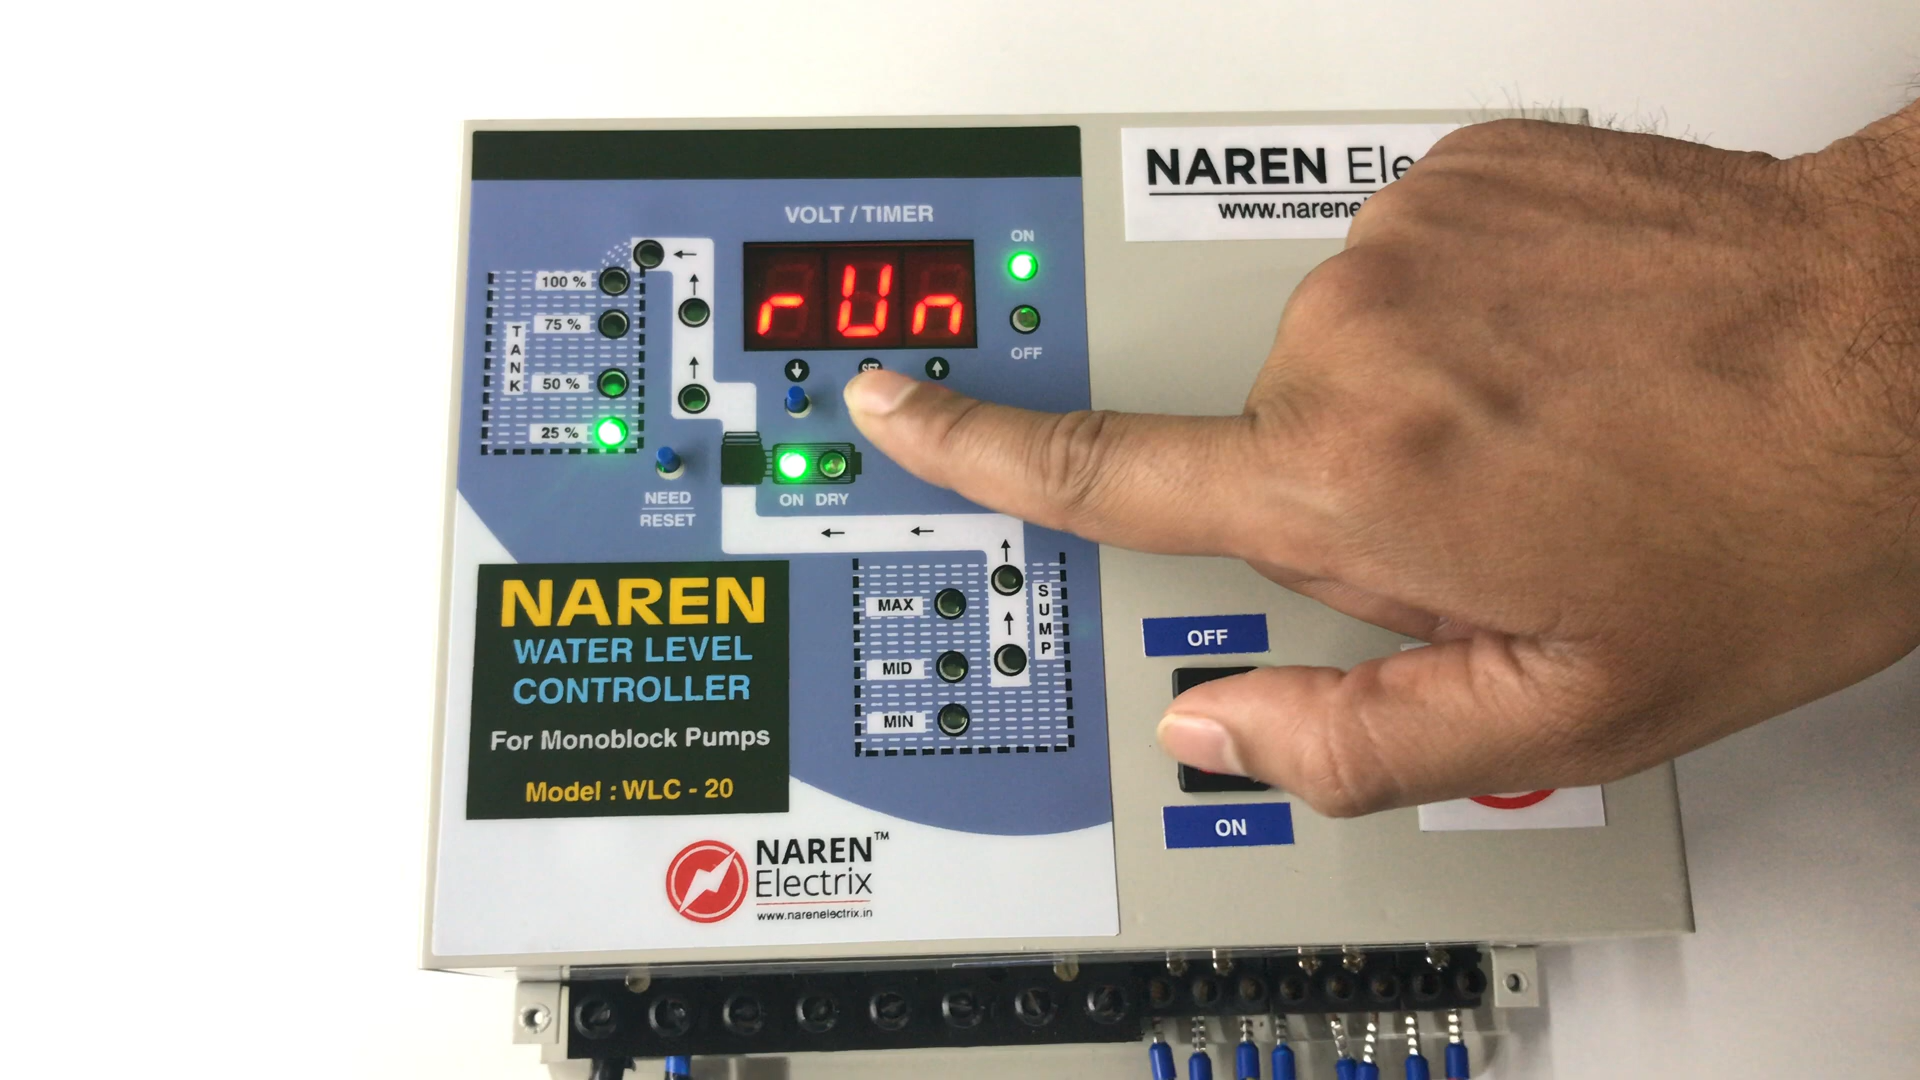 NAREN
www.narene
VOLT / TIMER
rUn
ON
OFF
SET
100 %
75 %
50 %
25 %
TANK
NEED
RESET
ON DRY
MAX
MID
MIN
SUMP
NAREN
WATER LEVEL
CONTROLLER
For Monoblock Pumps
Model : WLC - 20
NAREN™
Electrix
www.narenelectrix.in
OFF
ON